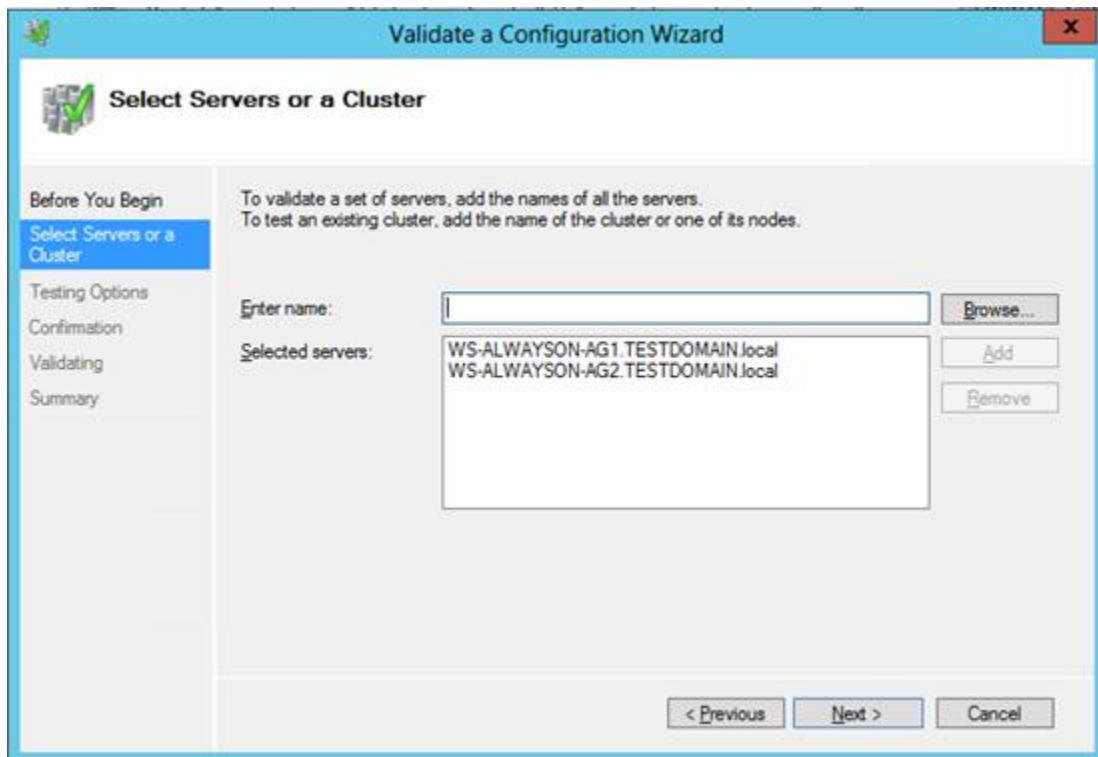 Validate a Configuration Wizard
x
Select Servers or a Cluster
Before You Begin
Select Servers or a
Cluster
Testing Options
Confirmation
Validating
Summary
To validate a set of servers, add the names of all the servers.
To test an existing cluster, add the name of the cluster or one of its nodes.
Enter name:
Browse...
Selected servers:
WS-ALWAYSON-AG1.TESTDOMAIN.local
WS-ALWAYSON-AG2.TESTDOMAIN.local
Add
Remove
< Previous
Next >
Cancel